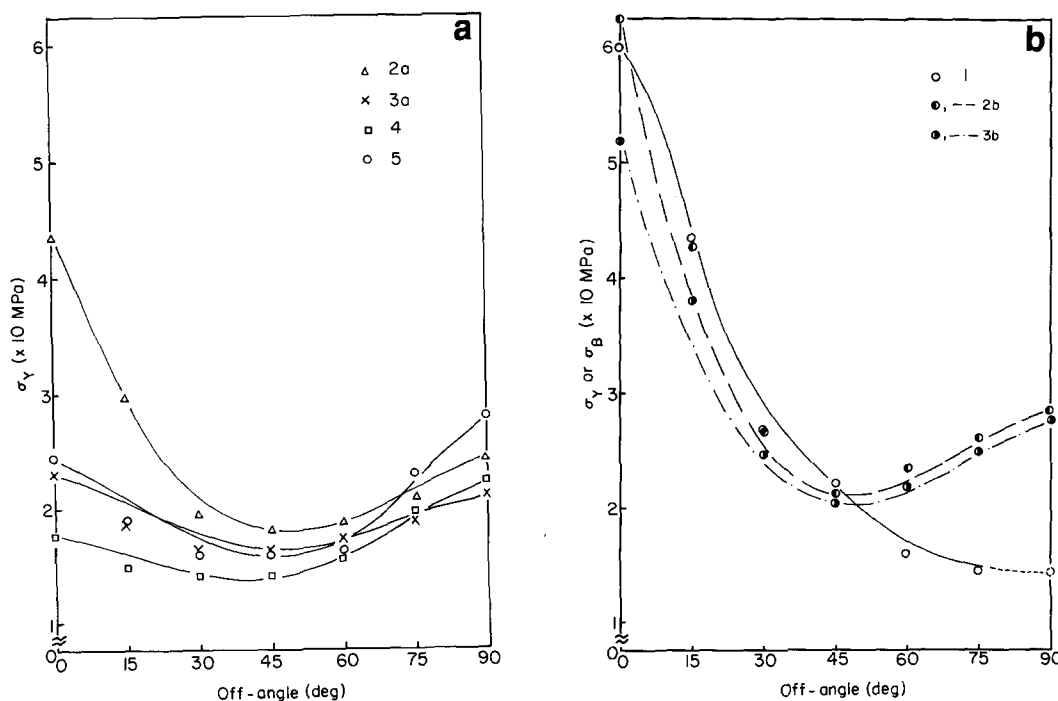 a
6
5
4
3
2
1
0
σY (x 10 MPa)
△ 2a
× 3a
□ 4
○ 5
0 15 30 45 60 75 90
Off-angle (deg)
b
6
5
4
3
2
1
0
σY or σB (x 10 MPa)
○ 1
◐, — — 2b
◑, —·— 3b
0 15 30 45 60 75 90
Off-angle (deg)